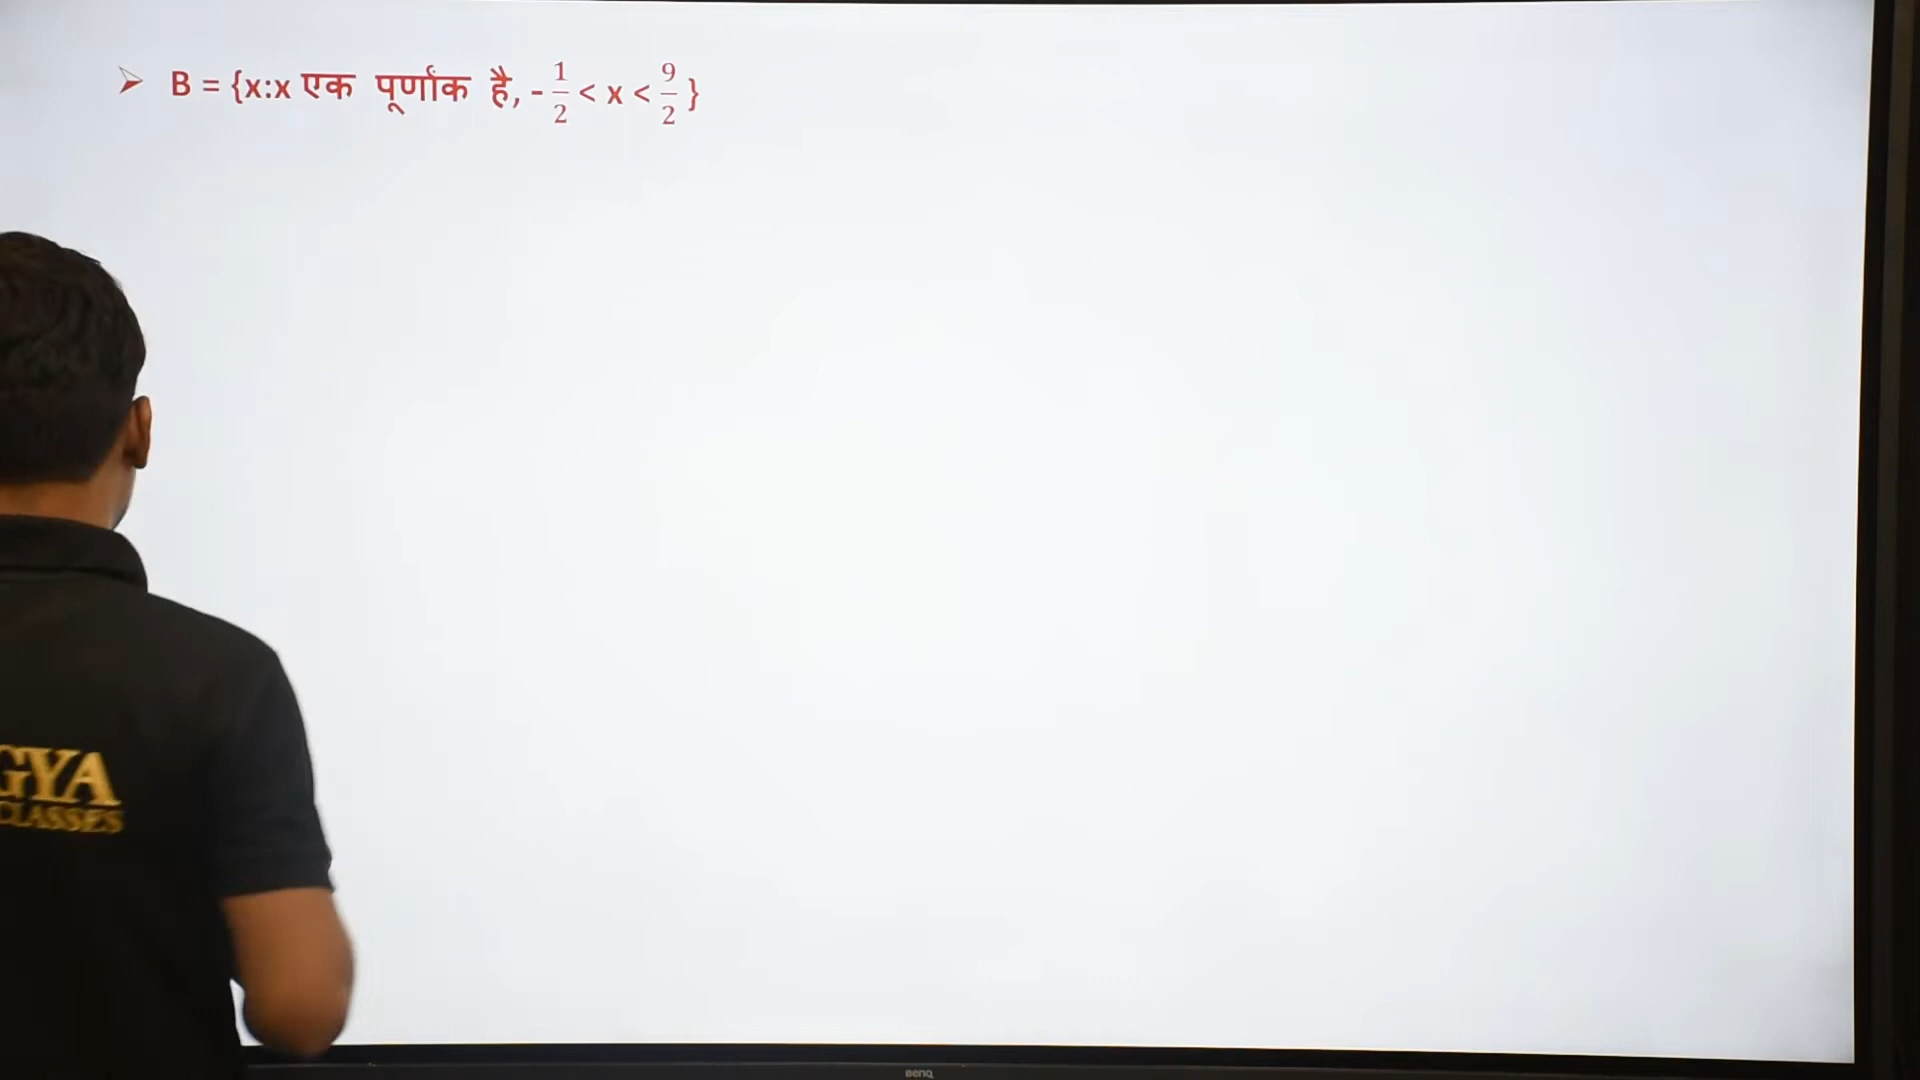 ➢ B = {x:x एक पूर्णांक है, - 1/2 < x < 9/2 }
GYA
CLASSES
BenQ